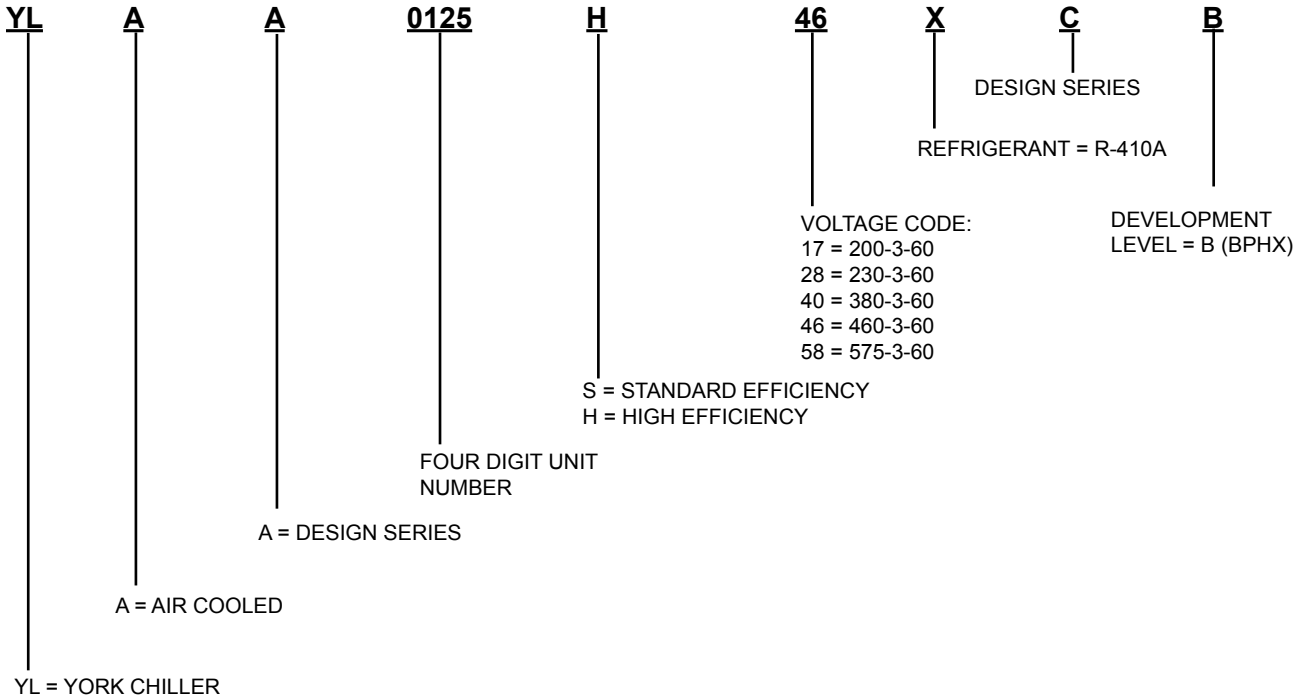 YL A A 0125 H 46 X C B
DESIGN SERIES
REFRIGERANT = R-410A
VOLTAGE CODE:
17 = 200-3-60
28 = 230-3-60
40 = 380-3-60
46 = 460-3-60
58 = 575-3-60
DEVELOPMENT
LEVEL = B (BPHX)
S = STANDARD EFFICIENCY
H = HIGH EFFICIENCY
FOUR DIGIT UNIT
NUMBER
A = DESIGN SERIES
A = AIR COOLED
YL = YORK CHILLER